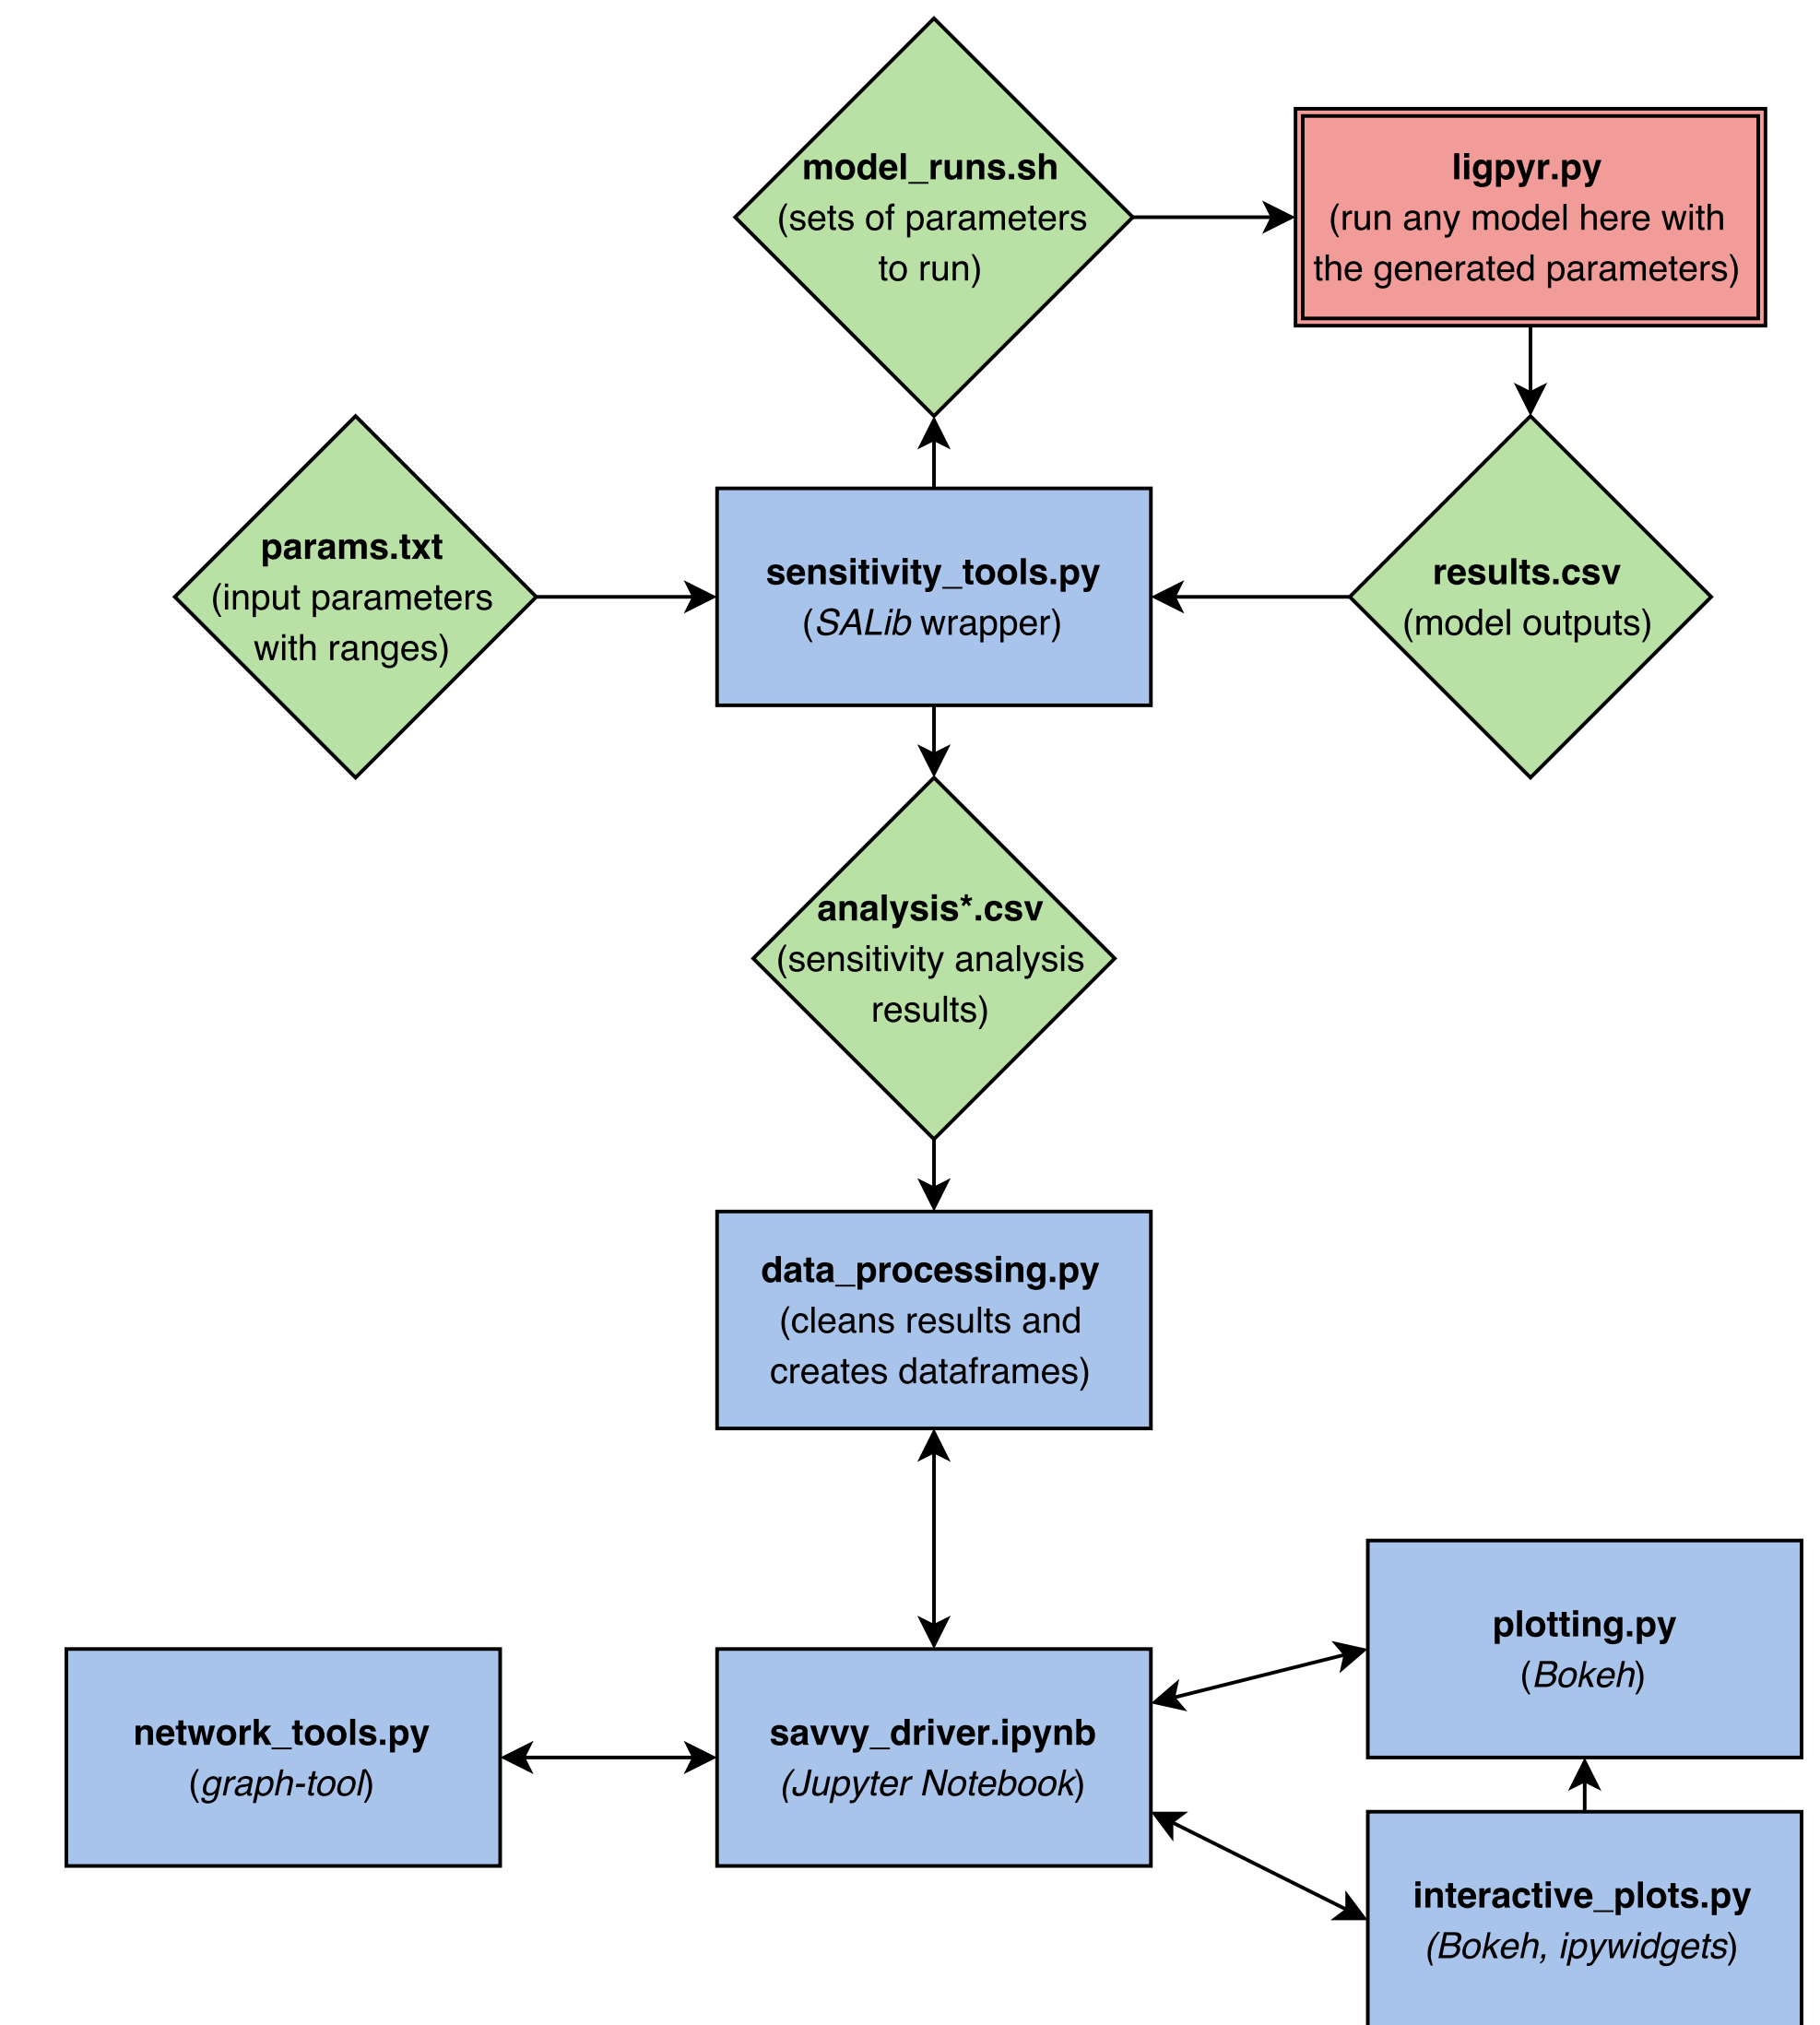 model_runs.sh
(sets of parameters
to run)
ligpyr.py
(run any model here with
the generated parameters)
params.txt
(input parameters
with ranges)
sensitivity_tools.py
(SALib wrapper)
results.csv
(model outputs)
analysis*.csv
(sensitivity analysis
results)
data_processing.py
(cleans results and
creates dataframes)
plotting.py
(Bokeh)
network_tools.py
(graph-tool)
savvy_driver.ipynb
(Jupyter Notebook)
interactive_plots.py
(Bokeh, ipywidgets)